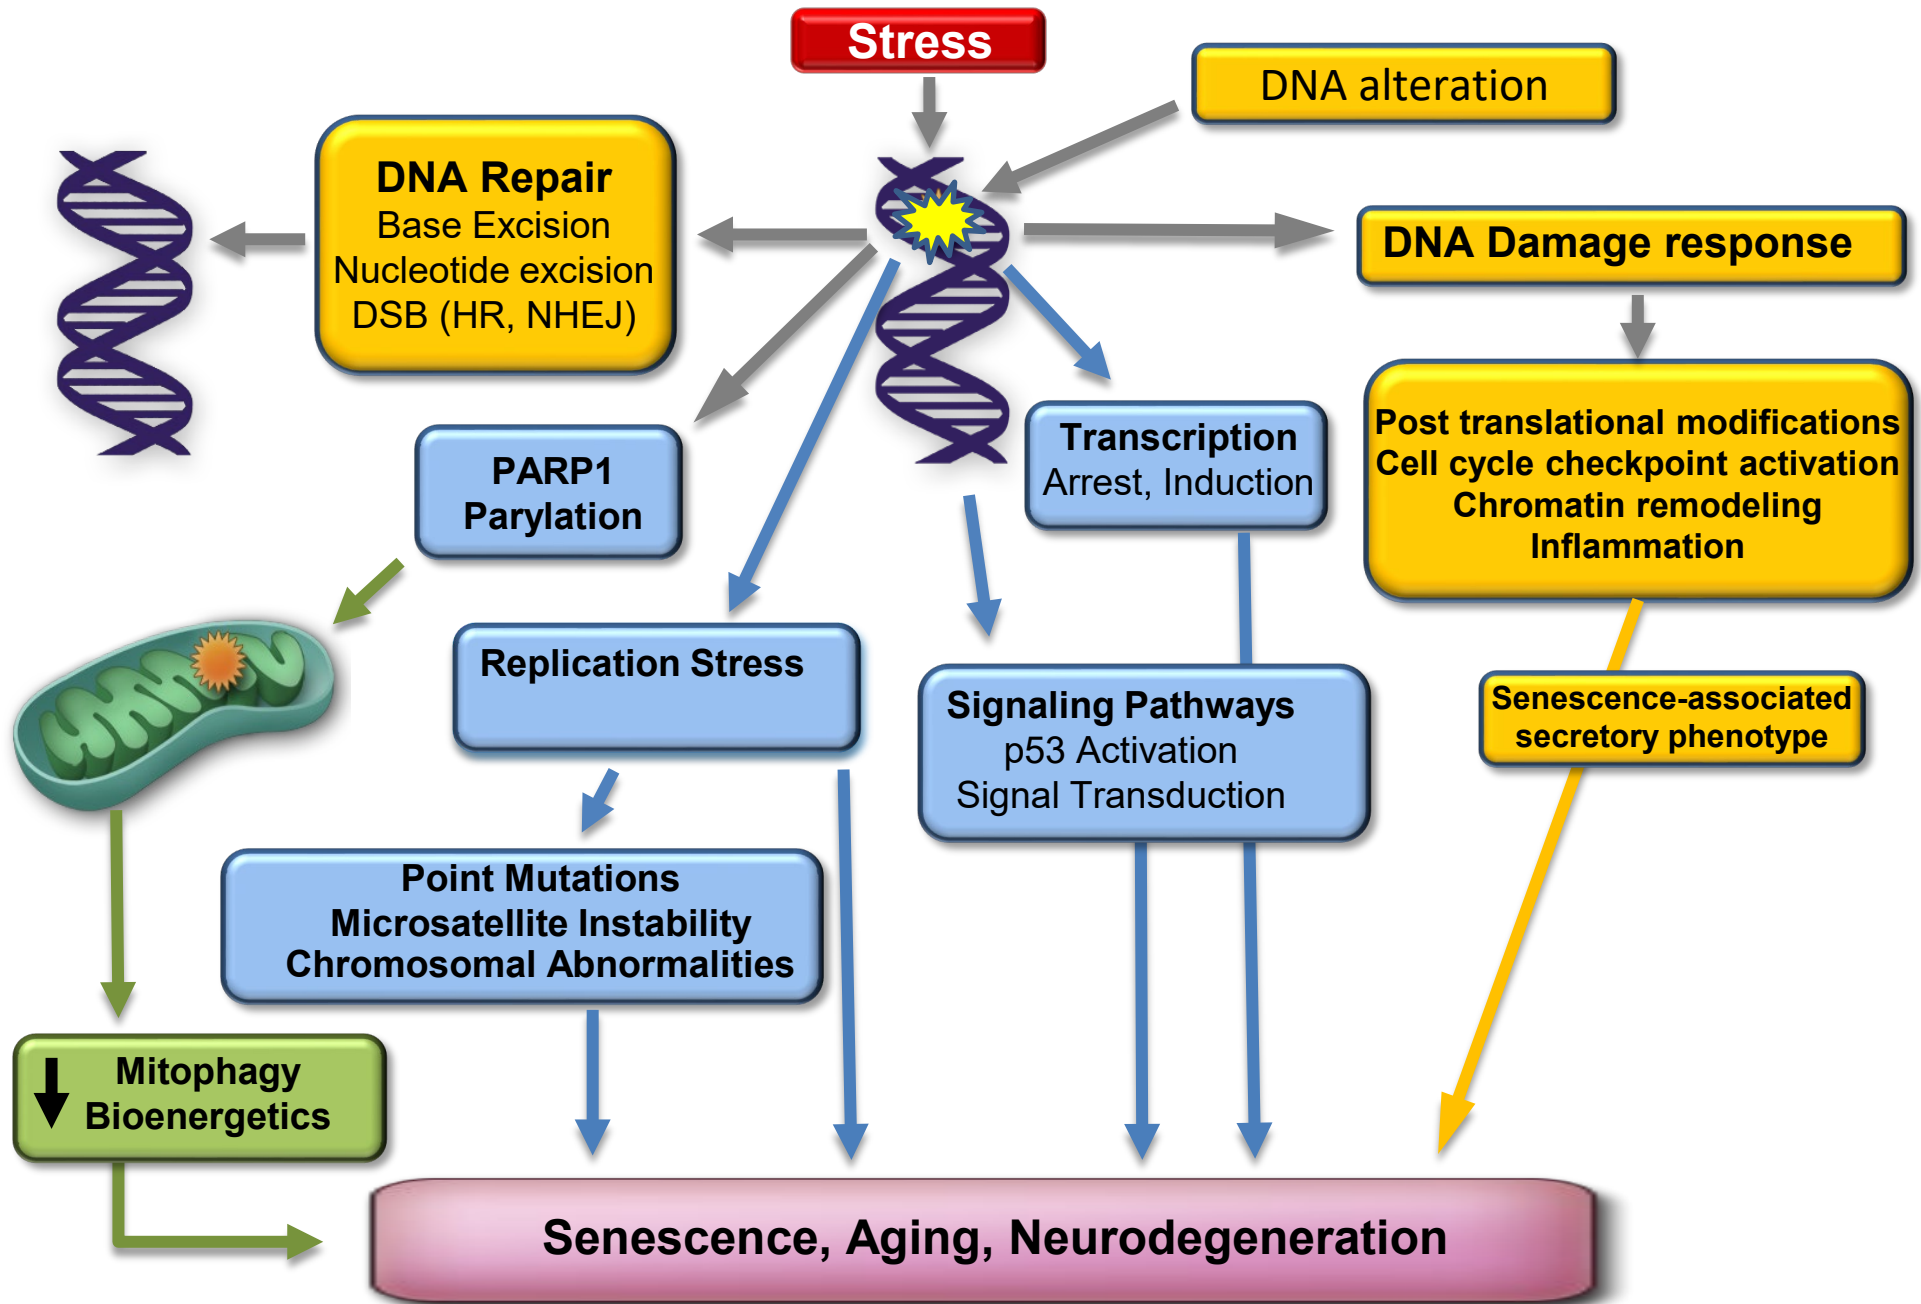 Stress
DNA alteration
DNA Repair
Base Excision
Nucleotide excision
DSB (HR, NHEJ)
DNA Damage response
Post translational modifications
Cell cycle checkpoint activation
Chromatin remodeling
Inflammation
Transcription
Arrest, Induction
PARP1
Parylation
Replication Stress
Signaling Pathways
p53 Activation
Signal Transduction
Senescence-associated
secretory phenotype
Point Mutations
Microsatellite Instability
Chromosomal Abnormalities
Mitophagy
Bioenergetics
Senescence, Aging, Neurodegeneration